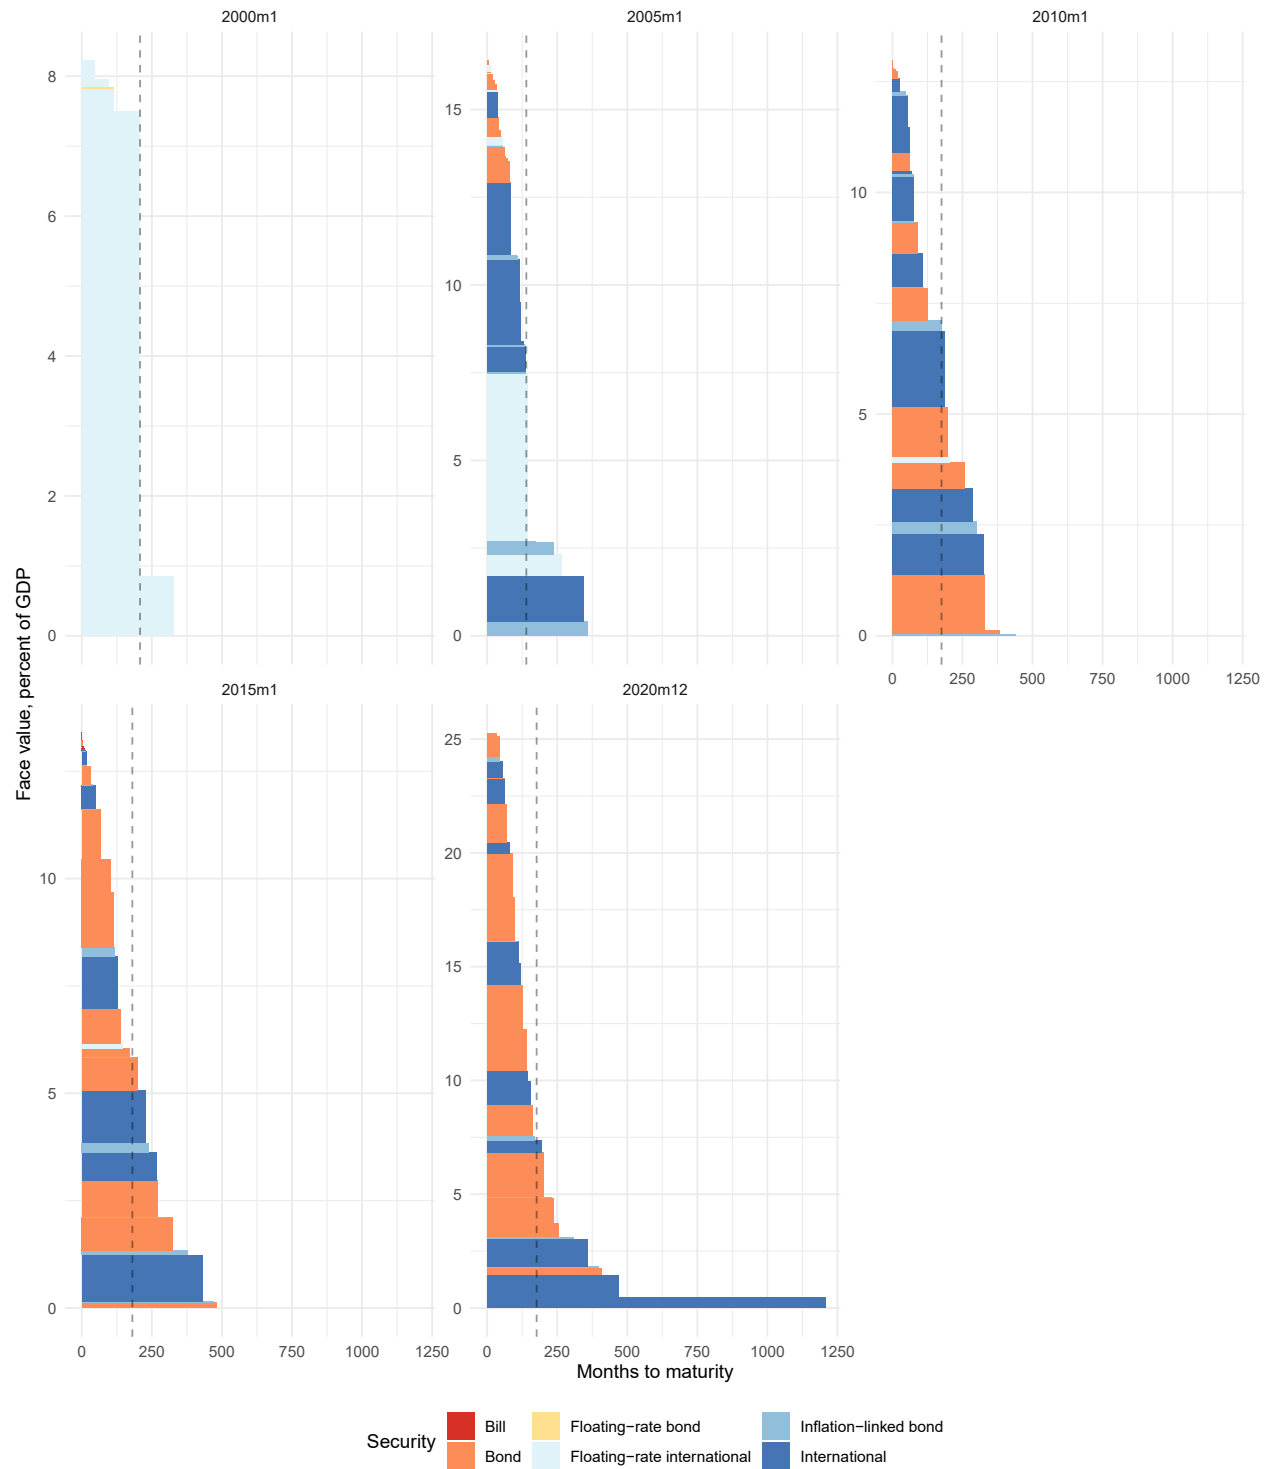 2000m1
2005m1
2010m1
8
6
4
2
0
15
10
5
0
10
5
0
0 250 500 750 1000 1250
Face value, percent of GDP
2015m1
2020m12
10
5
0
25
20
15
10
5
0
0 250 500 750 1000 1250
0 250 500 750 1000 1250
Months to maturity
Security
Bill
Floating−rate bond
Inflation−linked bond
Bond
Floating−rate international
International